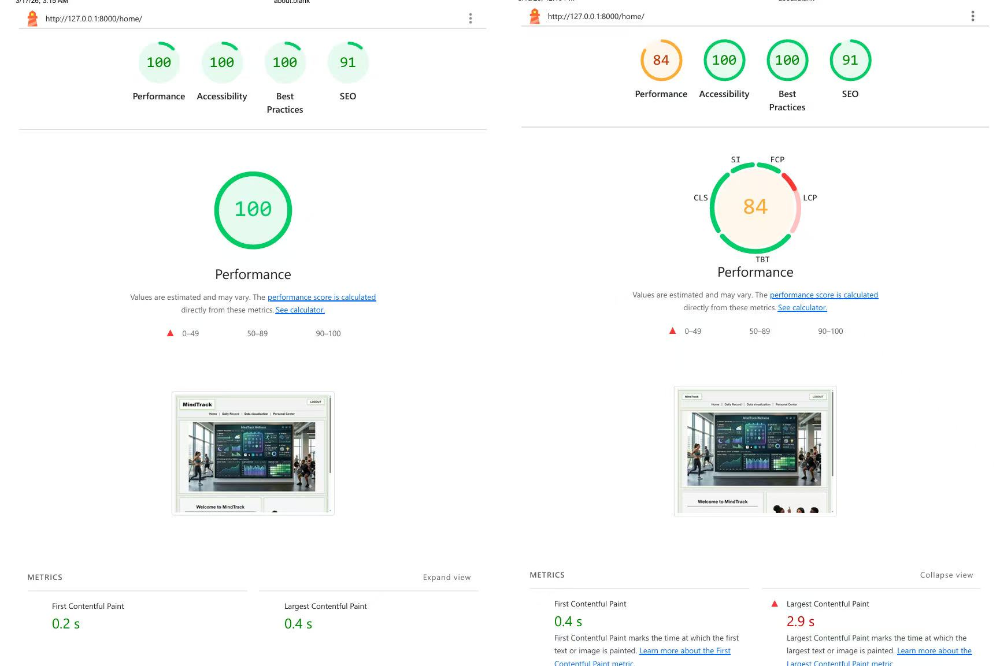 3/17/26, 3:15 AM
about:blank
http://127.0.0.1:8000/home/
100
100
100
91
Performance
Accessibility
Best
Practices
SEO
100
Performance
Values are estimated and may vary. The performance score is calculated
directly from these metrics. See calculator.
0–49
50–89
90–100
MindTrack
LOGOUT
Home | Daily Record | Data visualization | Personal Center
MindTrack Wellness
Welcome to MindTrack
METRICS
Expand view
First Contentful Paint
0.2 s
Largest Contentful Paint
0.4 s
http://127.0.0.1:8000/home/
84
100
100
91
Performance
Accessibility
Best
Practices
SEO
SI
FCP
CLS
LCP
84
TBT
Performance
Values are estimated and may vary. The performance score is calculated
directly from these metrics. See calculator.
0–49
50–89
90–100
MindTrack
LOGOUT
Home | Daily Record | Data visualization | Personal Center
MindTrack Wellness
Welcome to MindTrack
METRICS
Collapse view
First Contentful Paint
0.4 s
First Contentful Paint marks the time at which the first
text or image is painted. Learn more about the First
Contentful Paint metric.
Largest Contentful Paint
2.9 s
Largest Contentful Paint marks the time at which the
largest text or image is painted. Learn more about the
Largest Contentful Paint metric